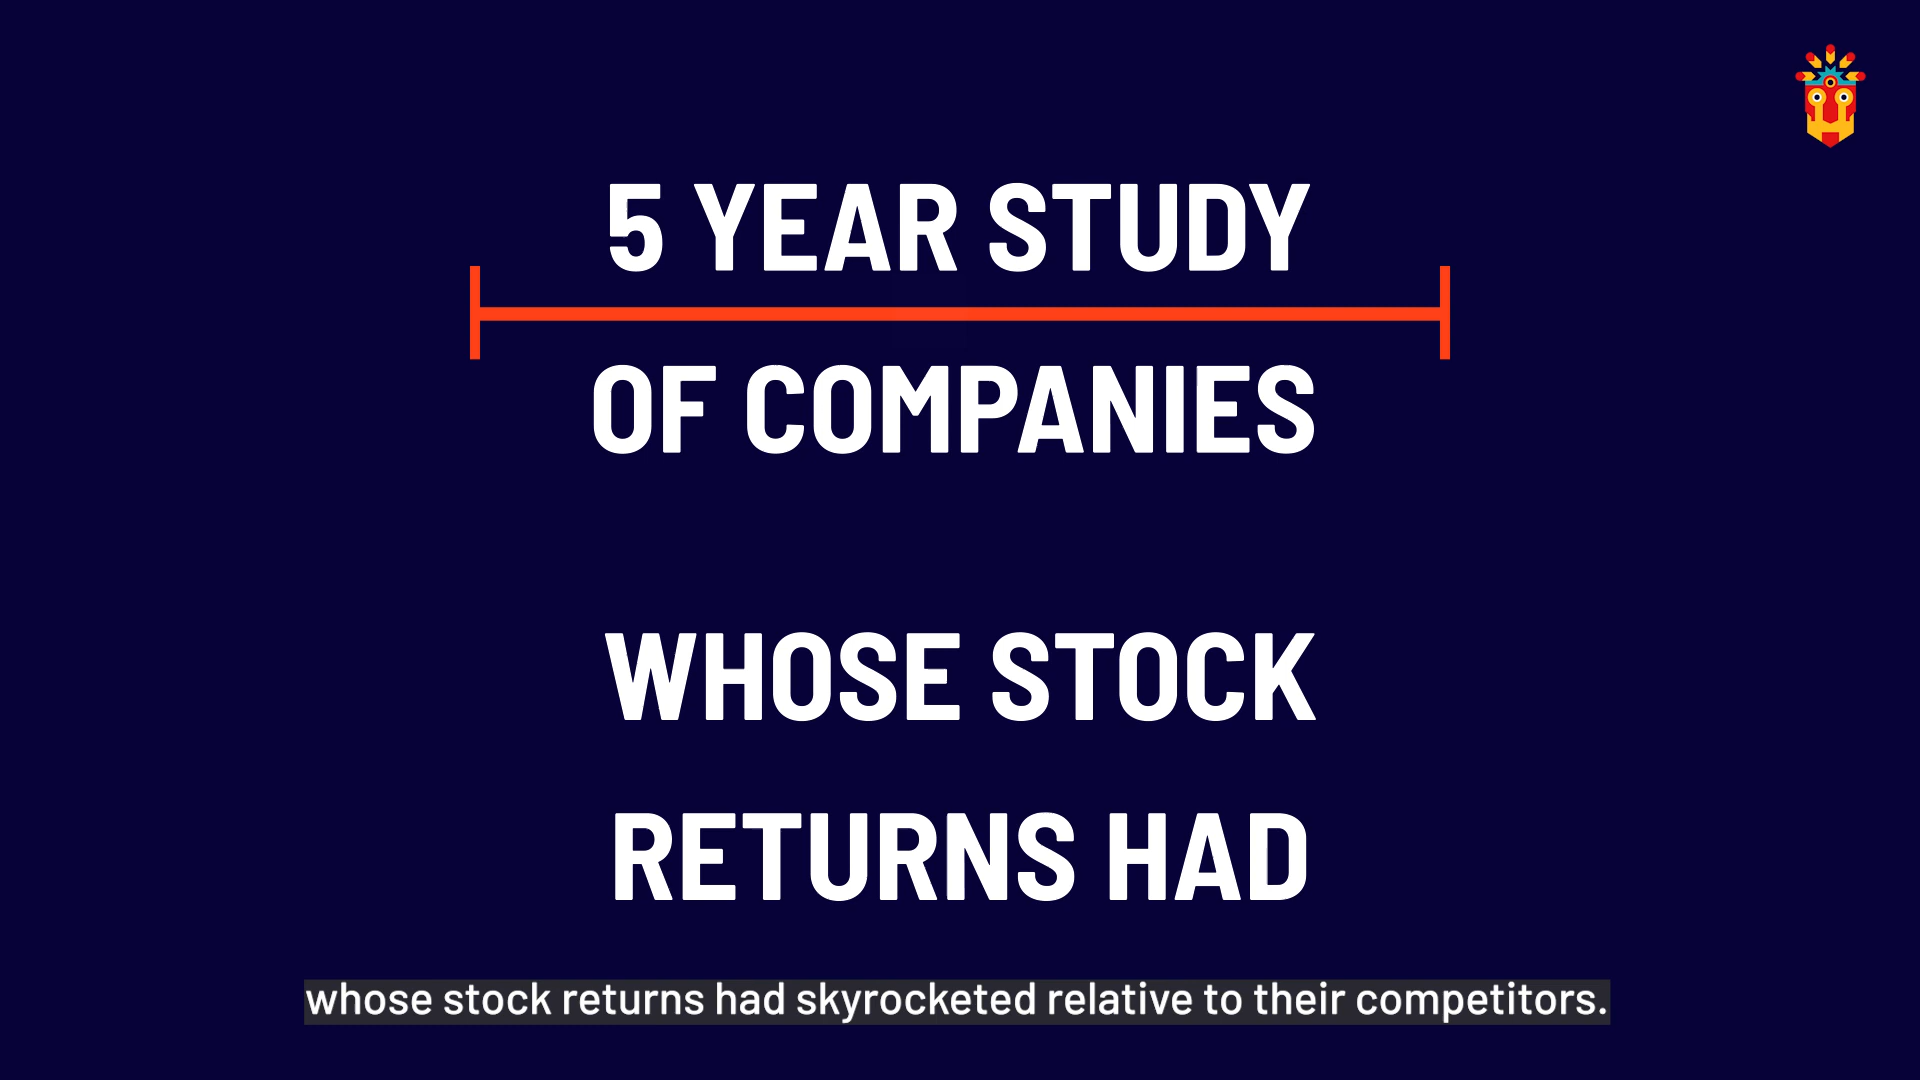 5 YEAR STUDY
OF COMPANIES
WHOSE STOCK
RETURNS HAD
whose stock returns had skyrocketed relative to their competitors.